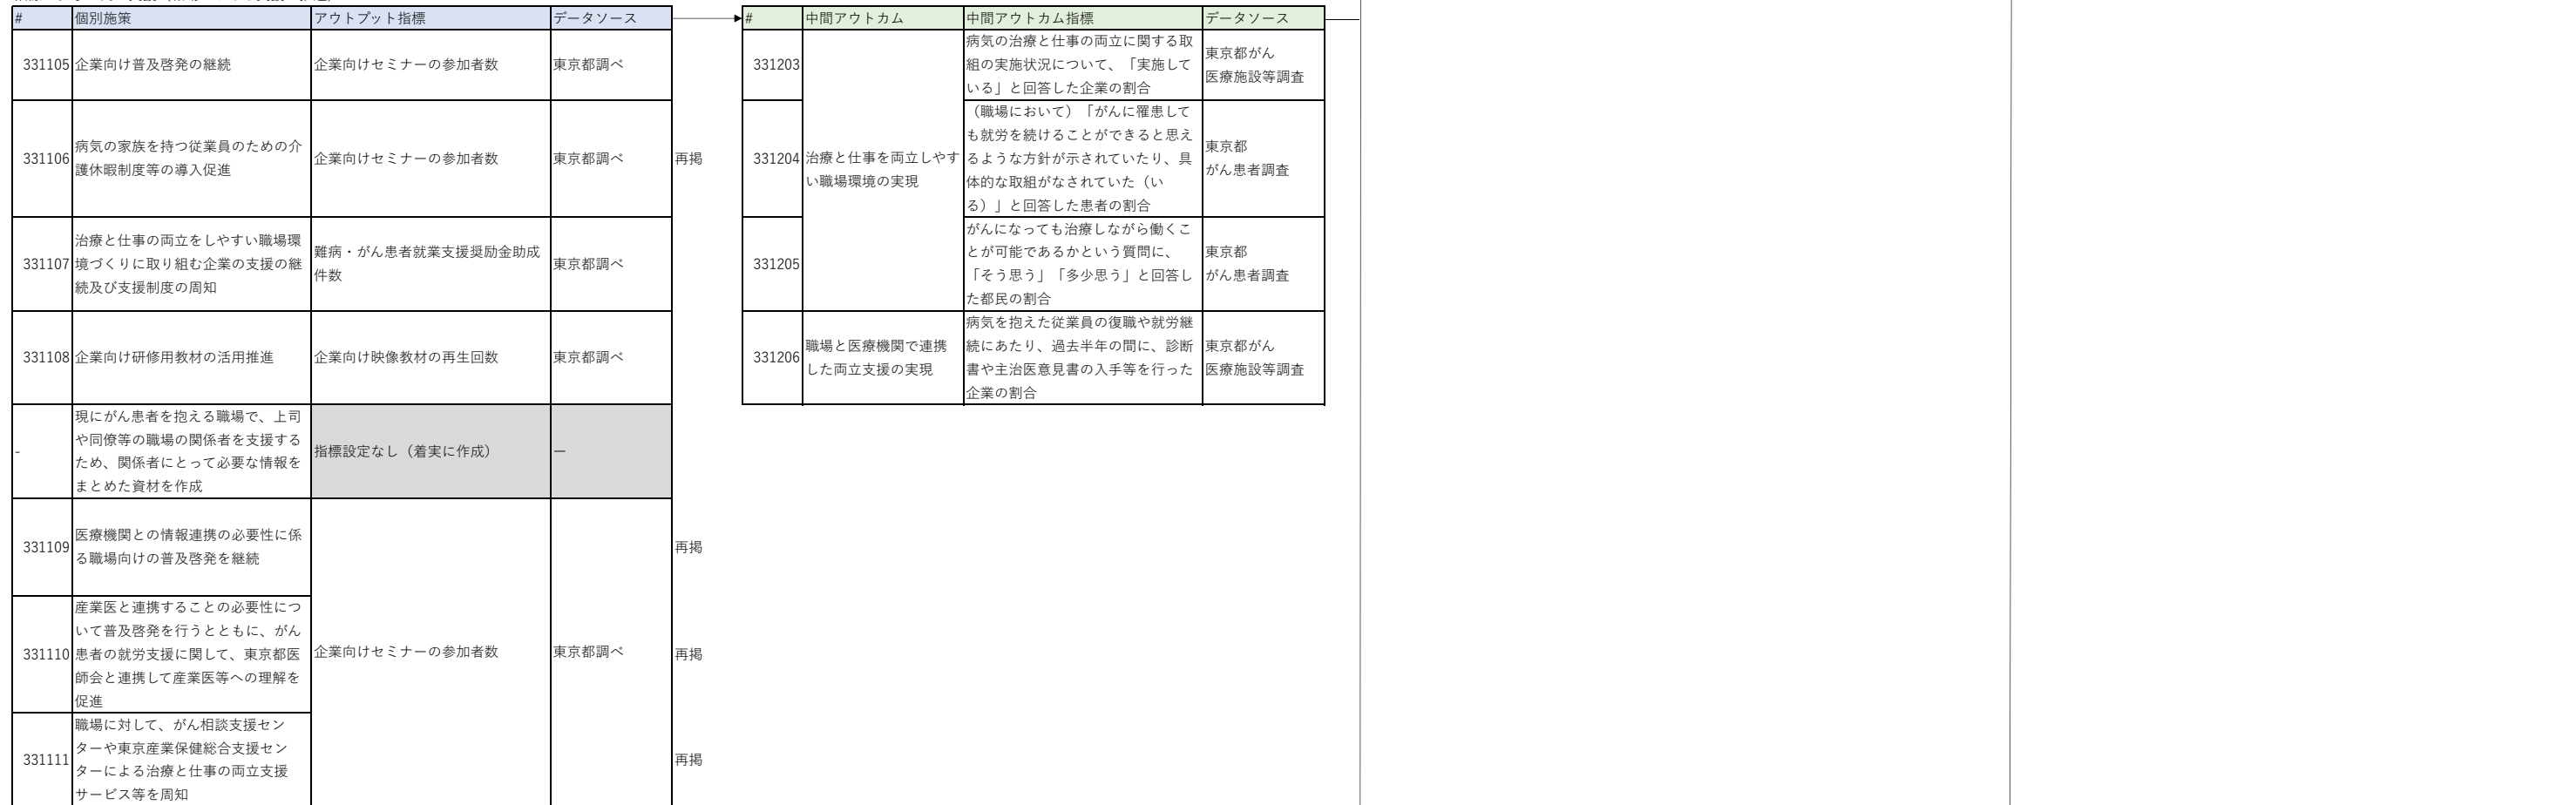 # 個別施策 アウトプット指標 データソース
331105 企業向け普及啓発の継続 企業向けセミナーの参加者数 東京都調べ
331106 病気の家族を持つ従業員のための介
護休暇制度等の導入促進 企業向けセミナーの参加者数 東京都調べ 再掲
331107 治療と仕事の両立をしやすい職場環
境づくりに取り組む企業の支援の継
続及び支援制度の周知 難病・がん患者就業支援奨励金助成
件数 東京都調べ
331108 企業向け研修用教材の活用推進 企業向け映像教材の再生回数 東京都調べ
- 現にがん患者を抱える職場で、上司
や同僚等の職場の関係者を支援する
ため、関係者にとって必要な情報を
まとめた資材を作成 指標設定なし（着実に作成） ー
331109 医療機関との情報連携の必要性に係
る職場向けの普及啓発を継続 再掲
331110 産業医と連携することの必要性につ
いて普及啓発を行うとともに、がん
患者の就労支援に関して、東京都医
師会と連携して産業医等への理解を
促進 企業向けセミナーの参加者数 東京都調べ 再掲
331111 職場に対して、がん相談支援セン
ターや東京産業保健総合支援セン
ターによる治療と仕事の両立支援
サービス等を周知 再掲
# 中間アウトカム 中間アウトカム指標 データソース
331203 病気の治療と仕事の両立に関する取
組の実施状況について、「実施して
いる」と回答した企業の割合 東京都がん
医療施設等調査
331204 治療と仕事を両立しやす
い職場環境の実現 （職場において）「がんに罹患して
も就労を続けることができると思え
るような方針が示されていたり、具
体的な取組がなされていた（い
る）」と回答した患者の割合 東京都
がん患者調査
331205 がんになっても治療しながら働くこ
とが可能であるかという質問に、
「そう思う」「多少思う」と回答し
た都民の割合 東京都
がん患者調査
331206 職場と医療機関で連携
した両立支援の実現 病気を抱えた従業員の復職や就労継
続にあたり、過去半年の間に、診断
書や主治医意見書の入手等を行った
企業の割合 東京都がん
医療施設等調査